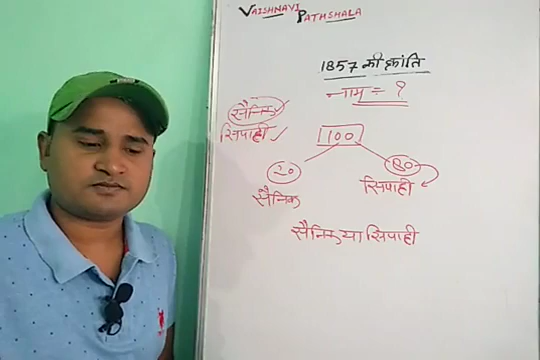 VAISHNAVI PATHSHALA
1857 की क्रांति
नाम = ?
सैनिक
सिपाही
100
20
80
सैनिक
सिपाही
सैनिक या सिपाही